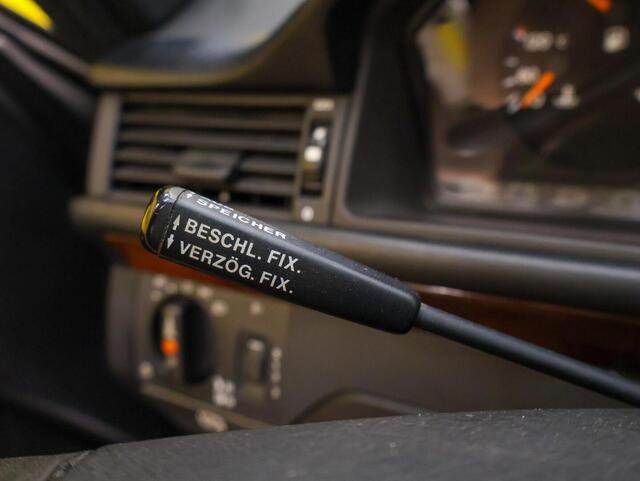 SPEICHER
BESCHL. FIX.
VERZÖG. FIX.